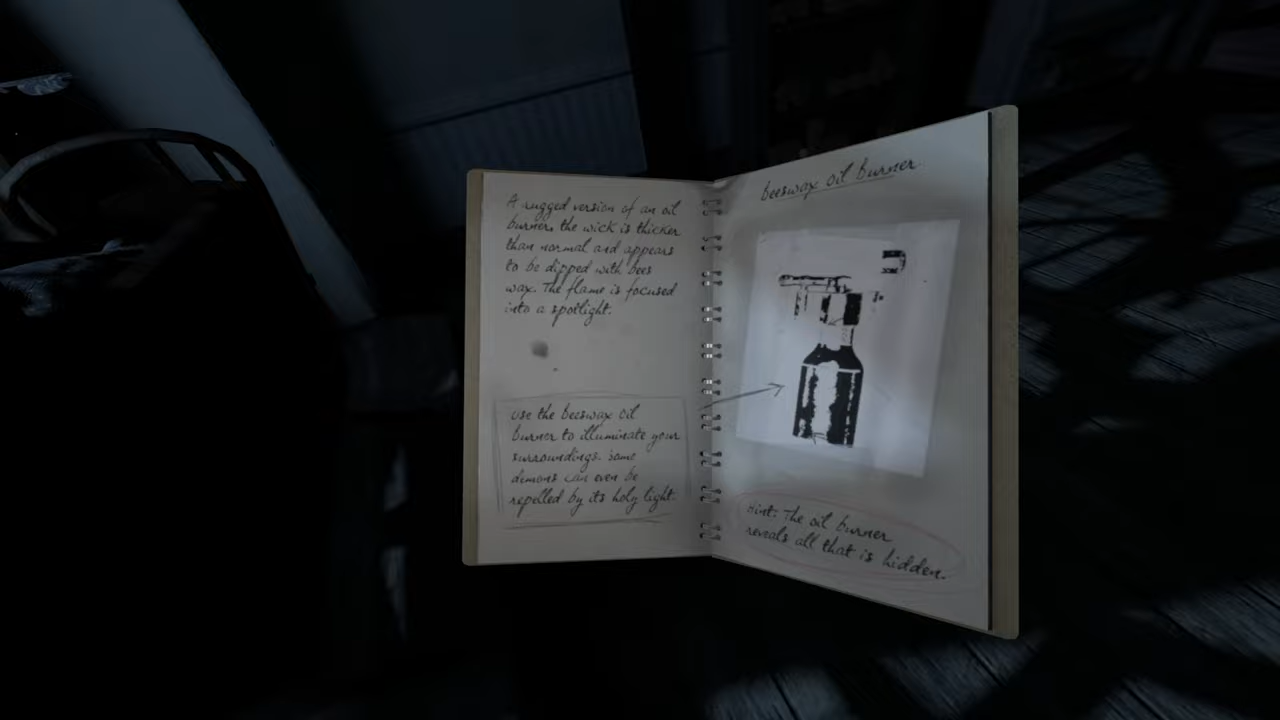 A rugged version of an oil
burner, the wick is thicker
than normal and appears
to be dipped with bees
wax. The flame is focused
into a spotlight.
use the beeswax oil
burner to illuminate your
surroundings. Some
demons can even be
repelled by its holy light.
beeswax oil burner
Hint: The oil burner
reveals all that is hidden.